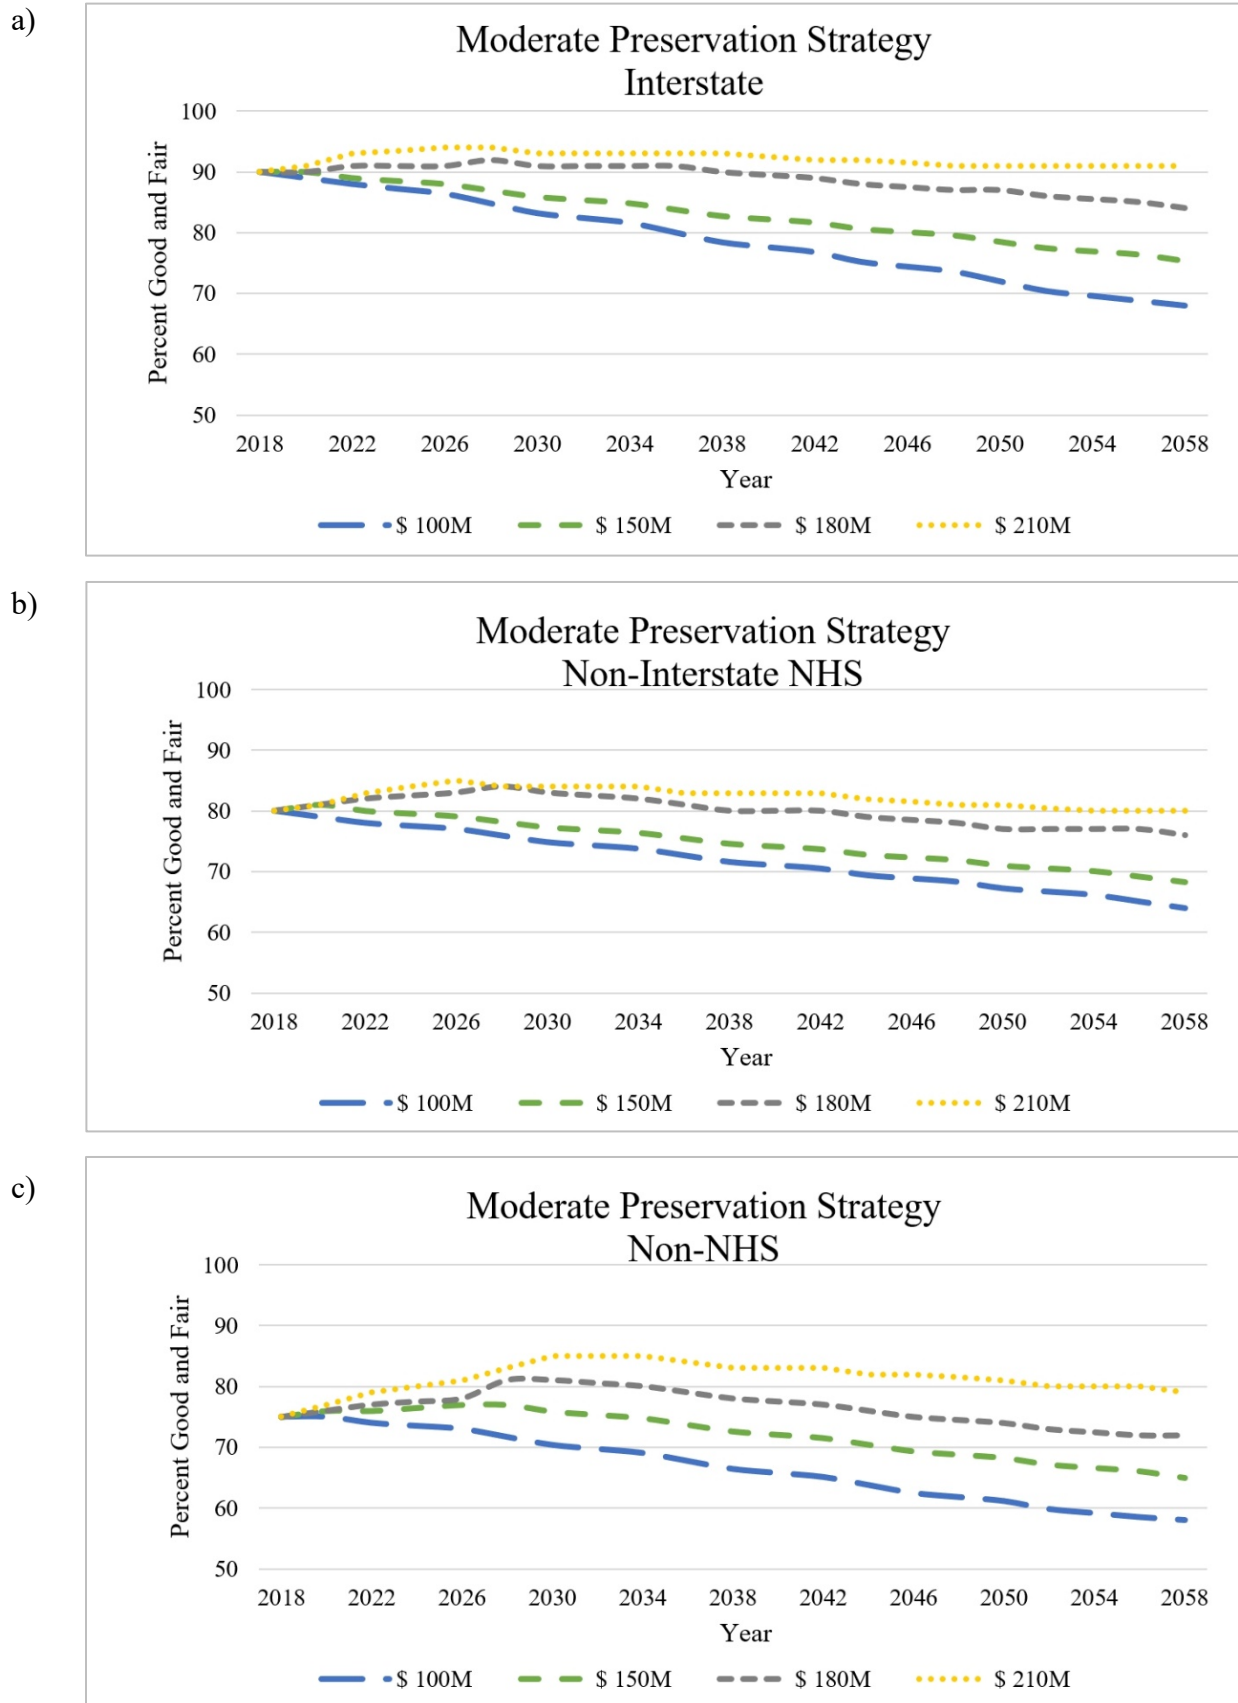 a)
Moderate Preservation Strategy
Interstate
Percent Good and Fair
100
90
80
70
60
50
2018 2022 2026 2030 2034 2038 2042 2046 2050 2054 2058
Year
$ 100M $ 150M $ 180M $ 210M
b)
Moderate Preservation Strategy
Non-Interstate NHS
Percent Good and Fair
100
90
80
70
60
50
2018 2022 2026 2030 2034 2038 2042 2046 2050 2054 2058
Year
$ 100M $ 150M $ 180M $ 210M
c)
Moderate Preservation Strategy
Non-NHS
Percent Good and Fair
100
90
80
70
60
50
2018 2022 2026 2030 2034 2038 2042 2046 2050 2054 2058
Year
$ 100M $ 150M $ 180M $ 210M